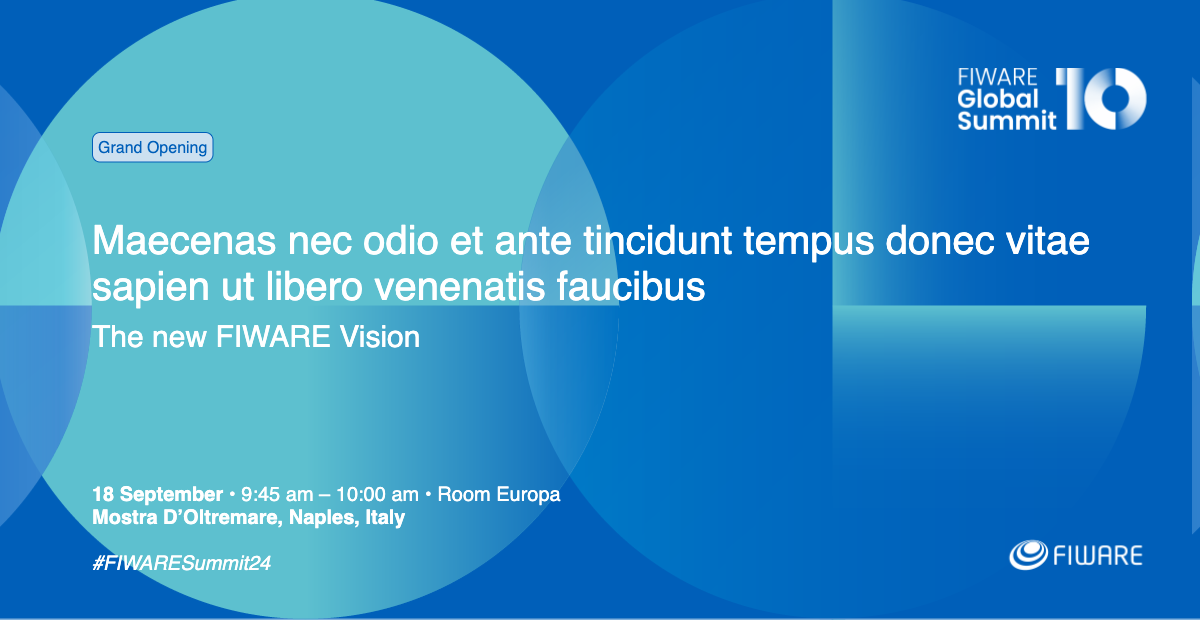 FIWARE
Global
Summit
10
Grand Opening
Maecenas nec odio et ante tincidunt tempus donec vitae
sapien ut libero venenatis faucibus
The new FIWARE Vision
18 September • 9:45 am – 10:00 am • Room Europa
Mostra D’Oltremare, Naples, Italy
#FIWARESummit24
FIWARE